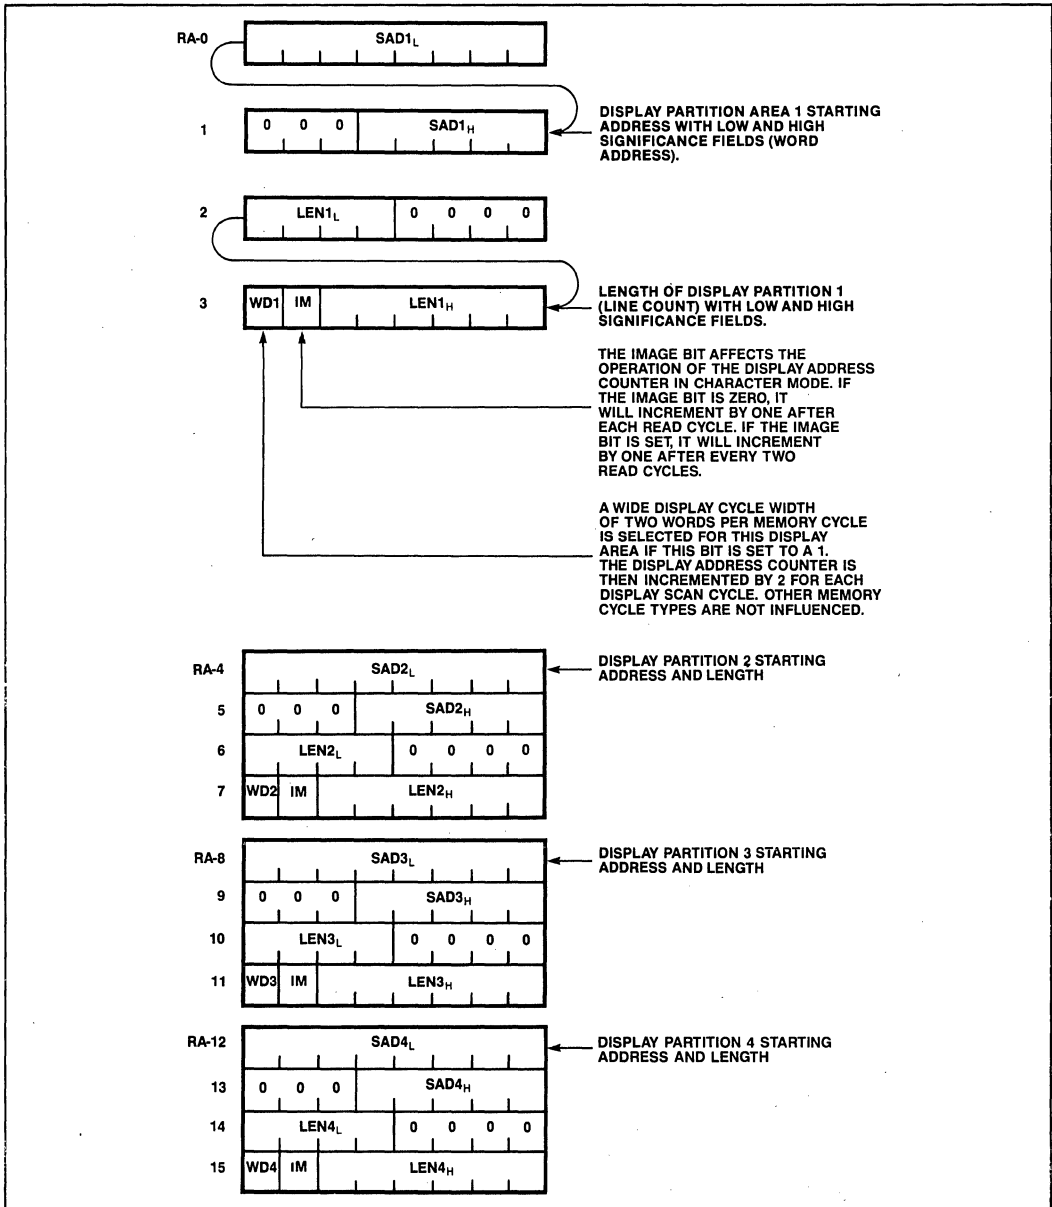 RA-0 SAD1L
1 0 0 0 SAD1H
DISPLAY PARTITION AREA 1 STARTING
ADDRESS WITH LOW AND HIGH
SIGNIFICANCE FIELDS (WORD
ADDRESS).
2 LEN1L 0 0 0 0
3 WD1 IM LEN1H
LENGTH OF DISPLAY PARTITION 1
(LINE COUNT) WITH LOW AND HIGH
SIGNIFICANCE FIELDS.
THE IMAGE BIT AFFECTS THE
OPERATION OF THE DISPLAY ADDRESS
COUNTER IN CHARACTER MODE. IF
THE IMAGE BIT IS ZERO, IT
WILL INCREMENT BY ONE AFTER
EACH READ CYCLE. IF THE IMAGE
BIT IS SET, IT WILL INCREMENT
BY ONE AFTER EVERY TWO
READ CYCLES.
A WIDE DISPLAY CYCLE WIDTH
OF TWO WORDS PER MEMORY CYCLE
IS SELECTED FOR THIS DISPLAY
AREA IF THIS BIT IS SET TO A 1.
THE DISPLAY ADDRESS COUNTER IS
THEN INCREMENTED BY 2 FOR EACH
DISPLAY SCAN CYCLE. OTHER MEMORY
CYCLE TYPES ARE NOT INFLUENCED.
RA-4 SAD2L
DISPLAY PARTITION 2 STARTING
ADDRESS AND LENGTH
5 0 0 0 SAD2H
6 LEN2L 0 0 0 0
7 WD2 IM LEN2H
RA-8 SAD3L
DISPLAY PARTITION 3 STARTING
ADDRESS AND LENGTH
9 0 0 0 SAD3H
10 LEN3L 0 0 0 0
11 WD3 IM LEN3H
RA-12 SAD4L
DISPLAY PARTITION 4 STARTING
ADDRESS AND LENGTH
13 0 0 0 SAD4H
14 LEN4L 0 0 0 0
15 WD4 IM LEN4H